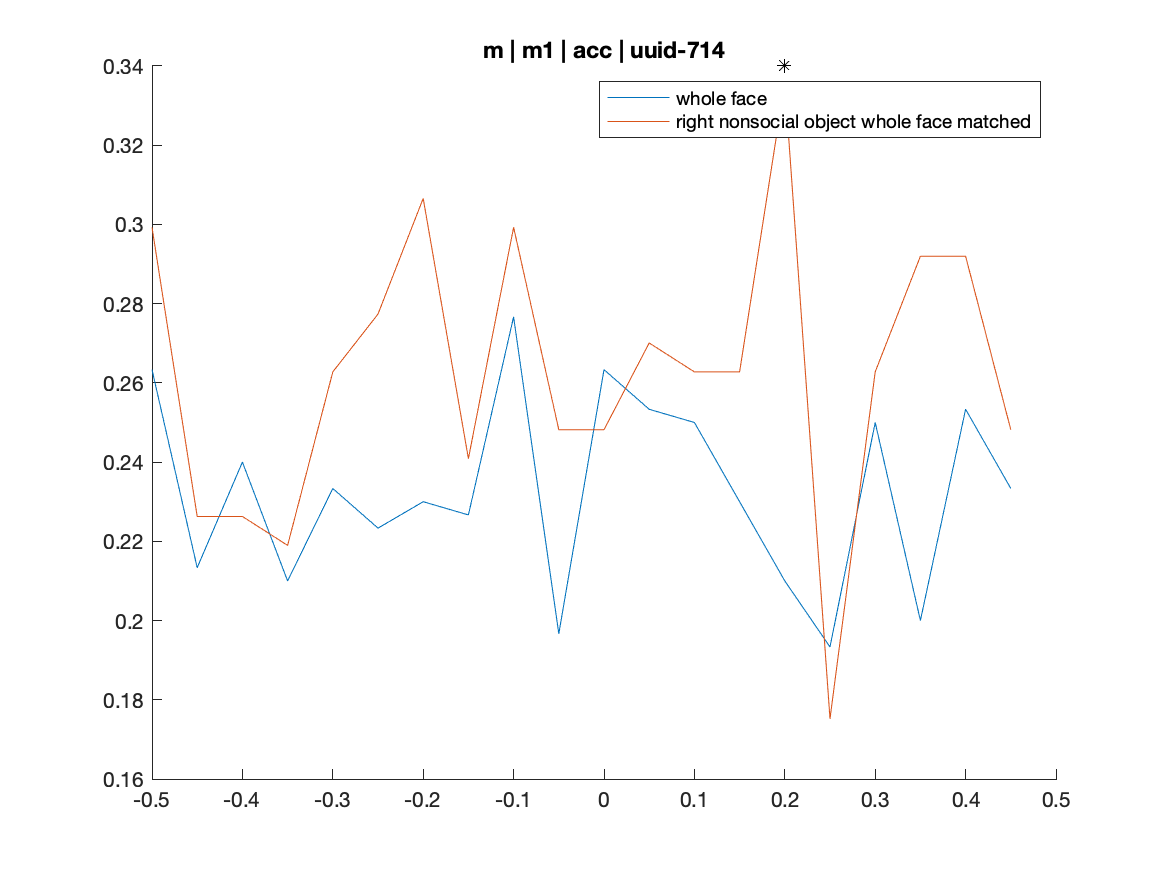 m | m1 | acc | uuid-714
whole face
right nonsocial object whole face matched
0.34
0.32
0.3
0.28
0.26
0.24
0.22
0.2
0.18
0.16
-0.5 -0.4 -0.3 -0.2 -0.1 0 0.1 0.2 0.3 0.4 0.5